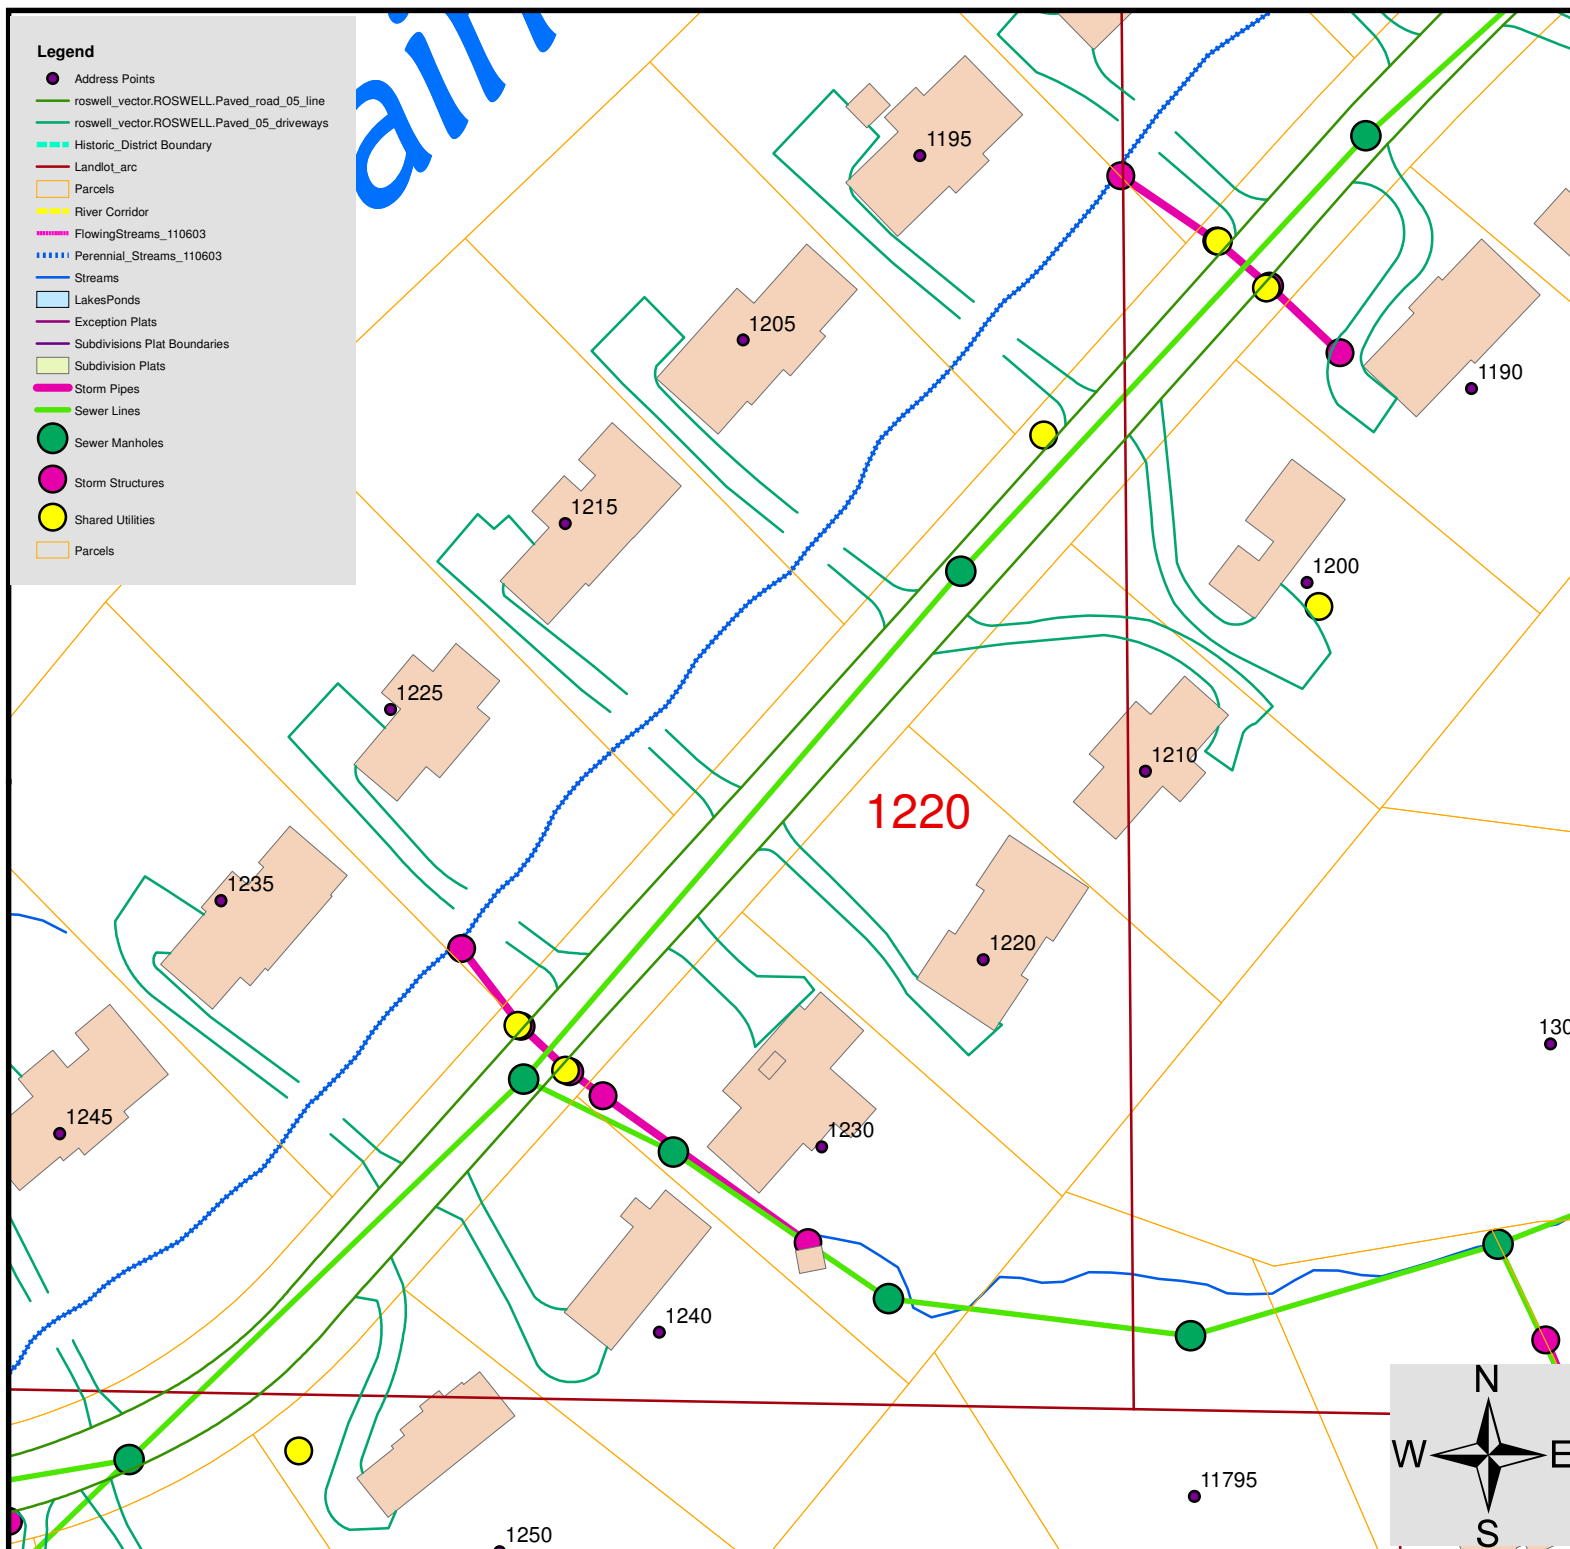 ain
Legend
Address Points
roswell_vector.ROSWELL.Paved_road_05_line
roswell_vector.ROSWELL.Paved_05_driveways
Historic_District Boundary
Landlot_arc
Parcels
River Corridor
FlowingStreams_110603
Perennial_Streams_110603
Streams
LakesPonds
Exception Plats
Subdivisions Plat Boundaries
Subdivision Plats
Storm Pipes
Sewer Lines
Sewer Manholes
Storm Structures
Shared Utilities
Parcels
1195
1205
1190
1215
1200
1225
1210
1220
1235
1220
130
1245
1230
1240
11795
1250
N
W
E
S